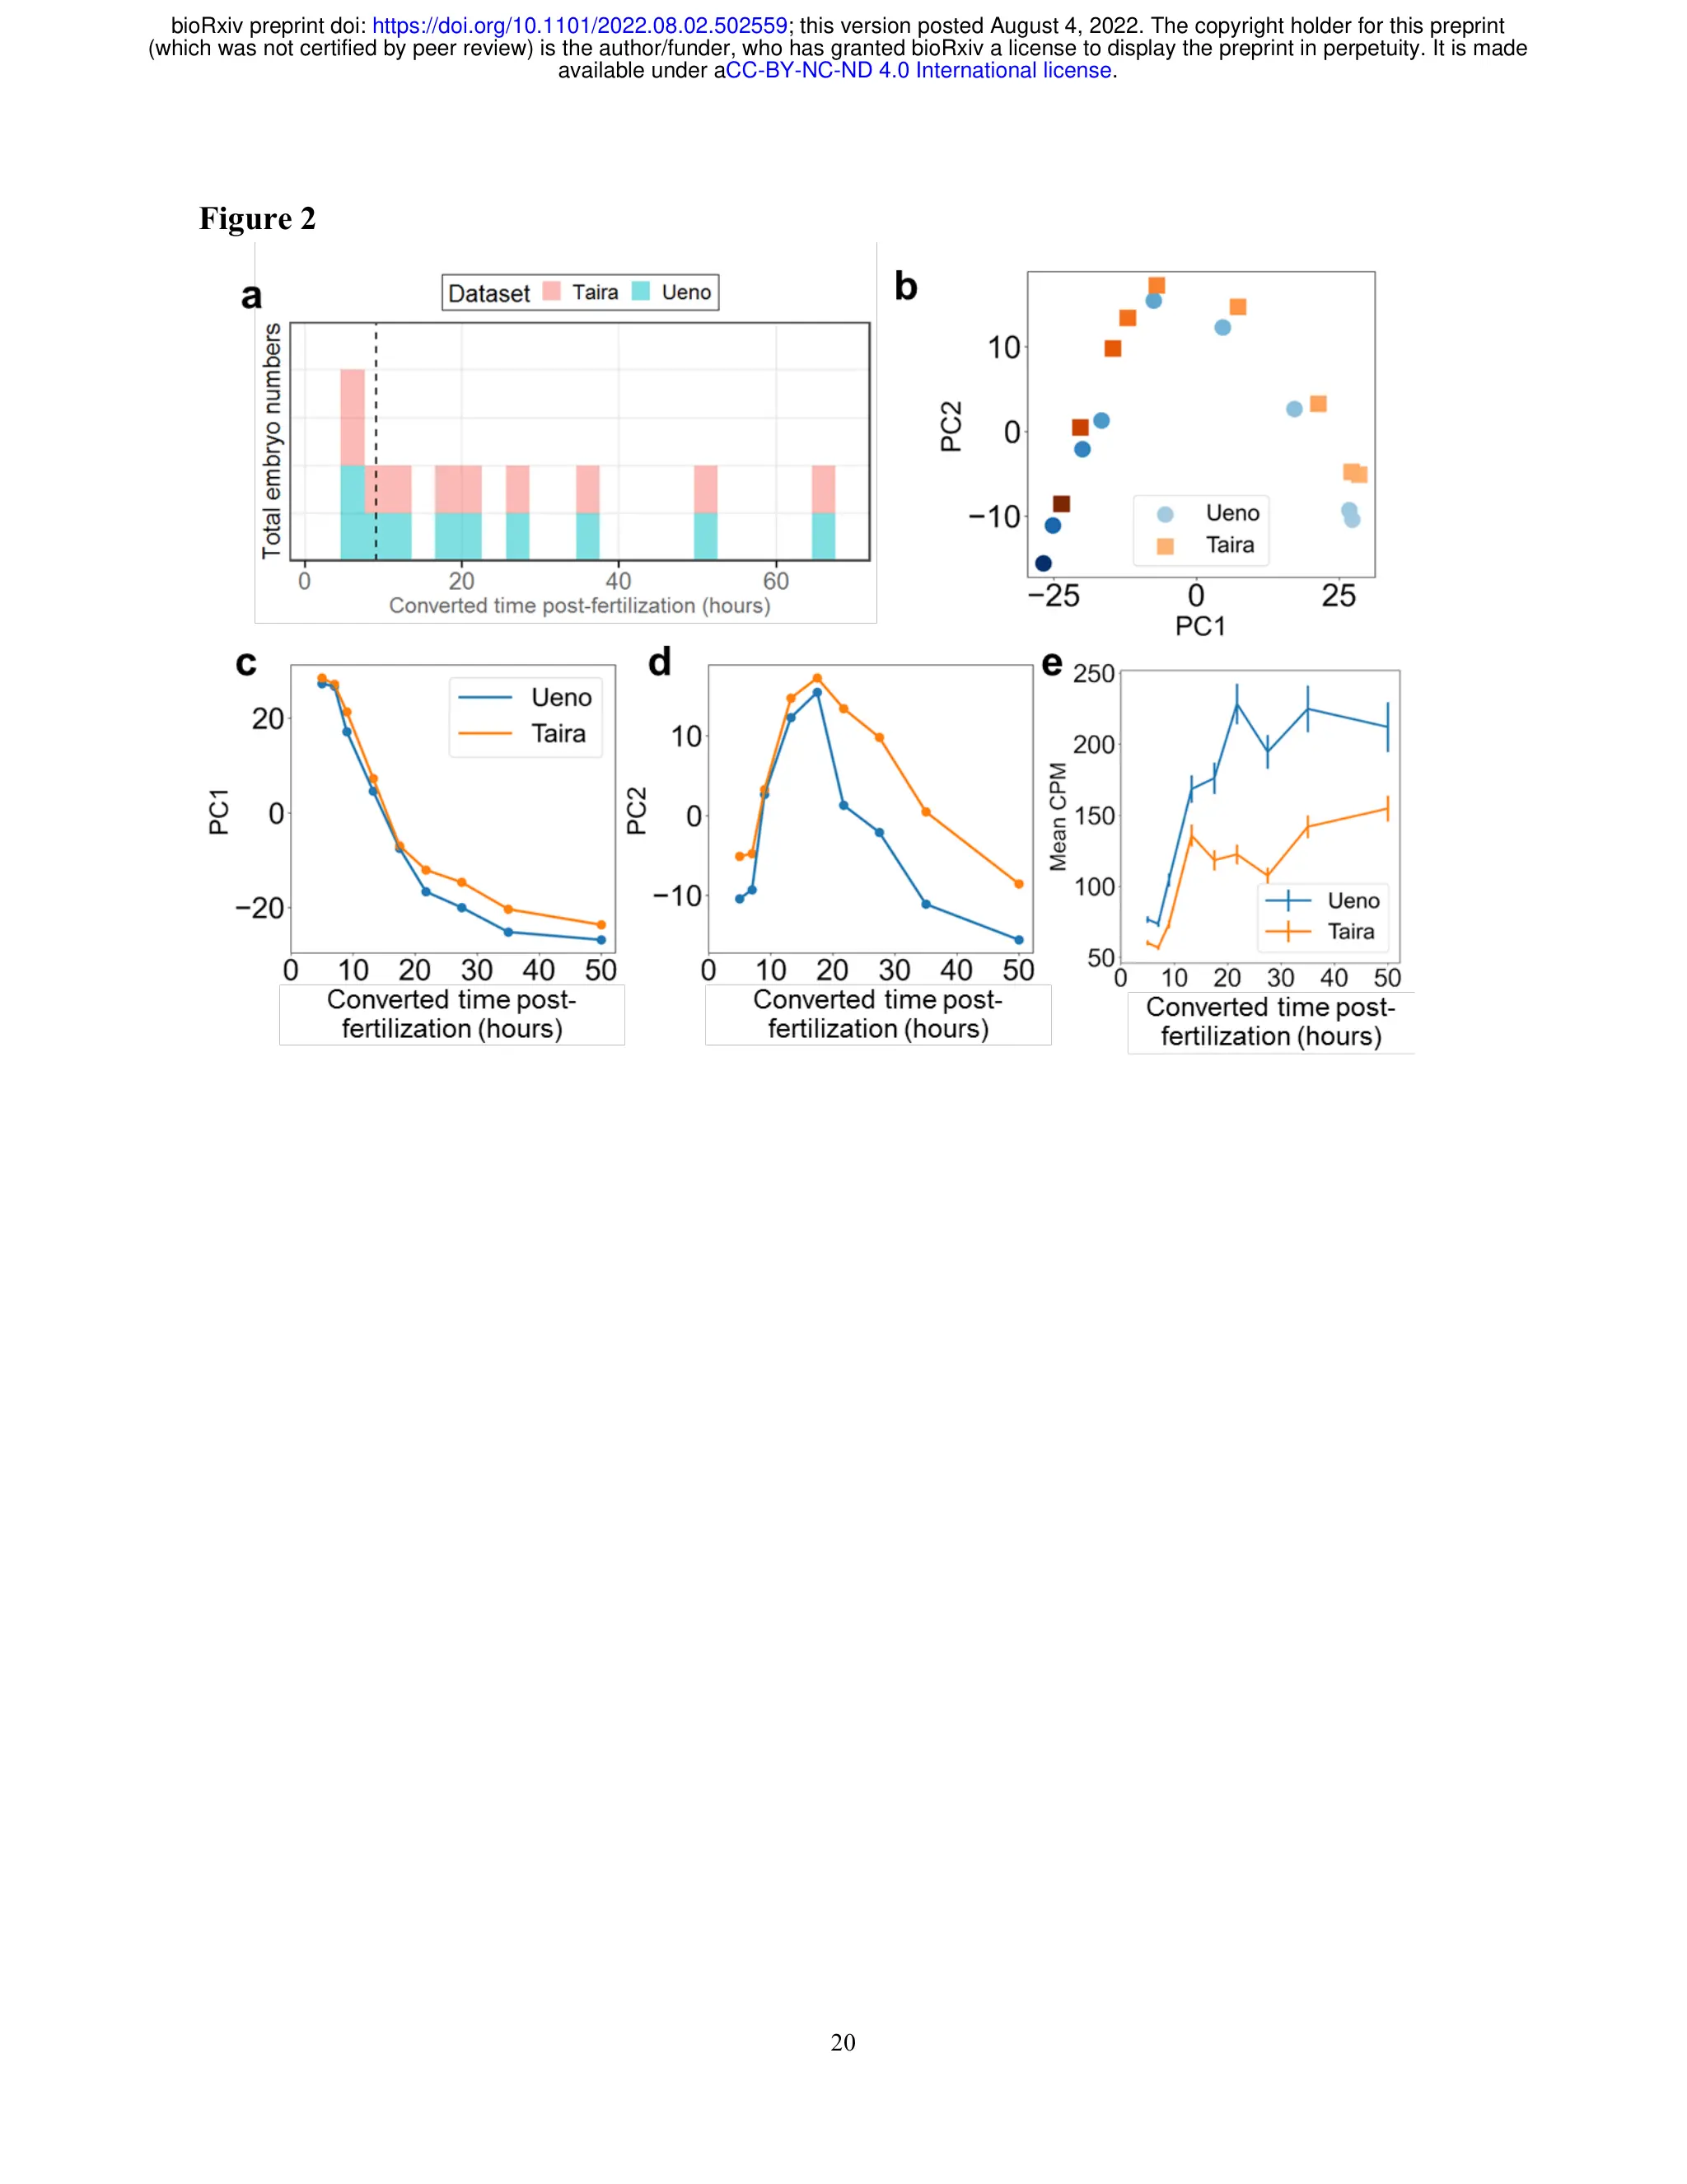 bioRxiv preprint doi: https://doi.org/10.1101/2022.08.02.502559; this version posted August 4, 2022. The copyright holder for this preprint
(which was not certified by peer review) is the author/funder, who has granted bioRxiv a license to display the preprint in perpetuity. It is made
available under aCC-BY-NC-ND 4.0 International license.
Figure 2
a
Dataset Taira Ueno
Total embryo numbers
0 20 40 60
Converted time post-fertilization (hours)
b
PC2
10
0
−10
Ueno
Taira
−25 0 25
PC1
c
PC1
20
0
−20
Ueno
Taira
0 10 20 30 40 50
Converted time post-
fertilization (hours)
d
PC2
10
0
−10
0 10 20 30 40 50
Converted time post-
fertilization (hours)
e
Mean CPM
250
200
150
100
50
Ueno
Taira
0 10 20 30 40 50
Converted time post-
fertilization (hours)
20